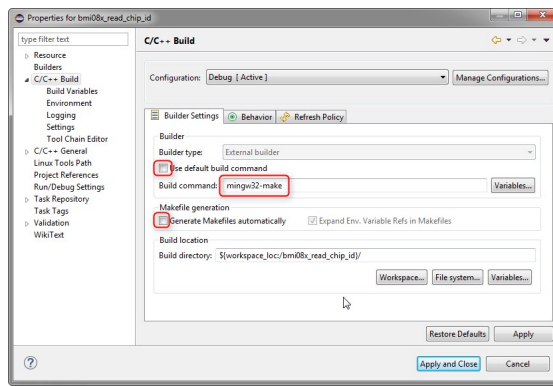 Properties for bmi08x_read_chip_id
type filter text
Resource
Builders
C/C++ Build
Build Variables
Environment
Logging
Settings
Tool Chain Editor
C/C++ General
Linux Tools Path
Project References
Run/Debug Settings
Task Repository
Task Tags
Validation
WikiText
C/C++ Build
Configuration: Debug [ Active ] Manage Configurations...
Builder Settings Behavior Refresh Policy
Builder
Builder type: External builder
Use default build command
Build command: mingw32-make Variables...
Makefile generation
Generate Makefiles automatically Expand Env. Variable Refs in Makefiles
Build location
Build directory: ${workspace_loc:/bmi08x_read_chip_id}/
Workspace... File system... Variables...
Restore Defaults Apply
? Apply and Close Cancel